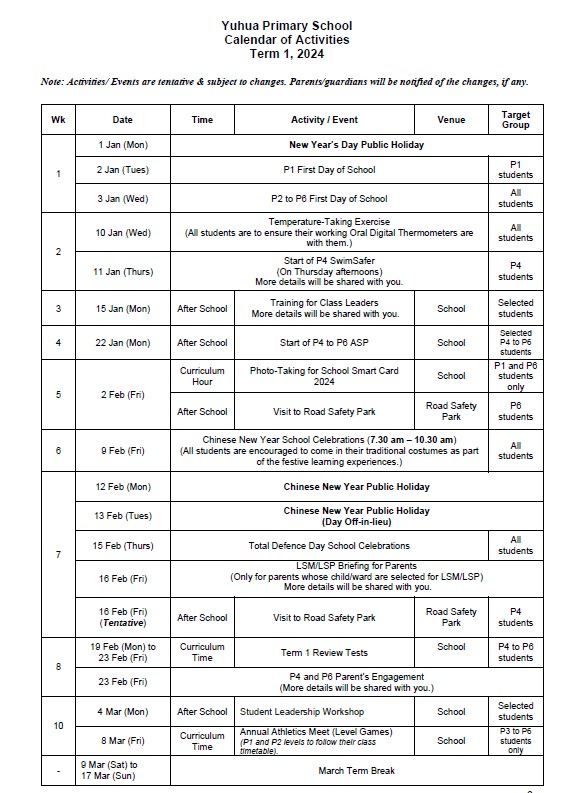 Yuhua Primary School
Calendar of Activities
Term 1, 2024
Note: Activities/ Events are tentative & subject to changes. Parents/guardians will be notified of the changes, if any.
Wk Date Time Activity / Event Venue Target
Group
1
1 Jan (Mon) New Year's Day Public Holiday
2 Jan (Tues) P1 First Day of School P1
students
3 Jan (Wed) P2 to P6 First Day of School All
students
2
10 Jan (Wed) Temperature-Taking Exercise
(All students are to ensure their working Oral Digital Thermometers are
with them.)
All
students
11 Jan (Thurs) Start of P4 SwimSafer
(On Thursday afternoons)
More details will be shared with you.
P4
students
3 15 Jan (Mon) After School Training for Class Leaders
More details will be shared with you.
School Selected
students
4 22 Jan (Mon) After School Start of P4 to P6 ASP School Selected
P4 to P6
students
5
2 Feb (Fri)
Curriculum
Hour
Photo-Taking for School Smart Card
2024
School P1 and P6
students
only
After School Visit to Road Safety Park Road Safety
Park
P6
students
6 9 Feb (Fri) Chinese New Year School Celebrations (7.30 am – 10.30 am)
(All students are encouraged to come in their traditional costumes as part
of the festive learning experiences.)
All
students
7
12 Feb (Mon) Chinese New Year Public Holiday
13 Feb (Tues) Chinese New Year Public Holiday
(Day Off-in-lieu)
15 Feb (Thurs) Total Defence Day School Celebrations All
students
16 Feb (Fri) LSM/LSP Briefing for Parents
(Only for parents whose child/ward are selected for LSM/LSP)
More details will be shared with you.
16 Feb (Fri)
(Tentative)
After School Visit to Road Safety Park Road Safety
Park
P4
students
8
19 Feb (Mon) to
23 Feb (Fri)
Curriculum
Time
Term 1 Review Tests School P4 to P6
students
23 Feb (Fri) P4 and P6 Parent's Engagement
(More details will be shared with you.)
10
4 Mar (Mon) After School Student Leadership Workshop School Selected
students
8 Mar (Fri) Curriculum
Time
Annual Athletics Meet (Level Games)
(P1 and P2 levels to follow their class
timetable).
School P3 to P6
students
only
- 9 Mar (Sat) to
17 Mar (Sun)
March Term Break